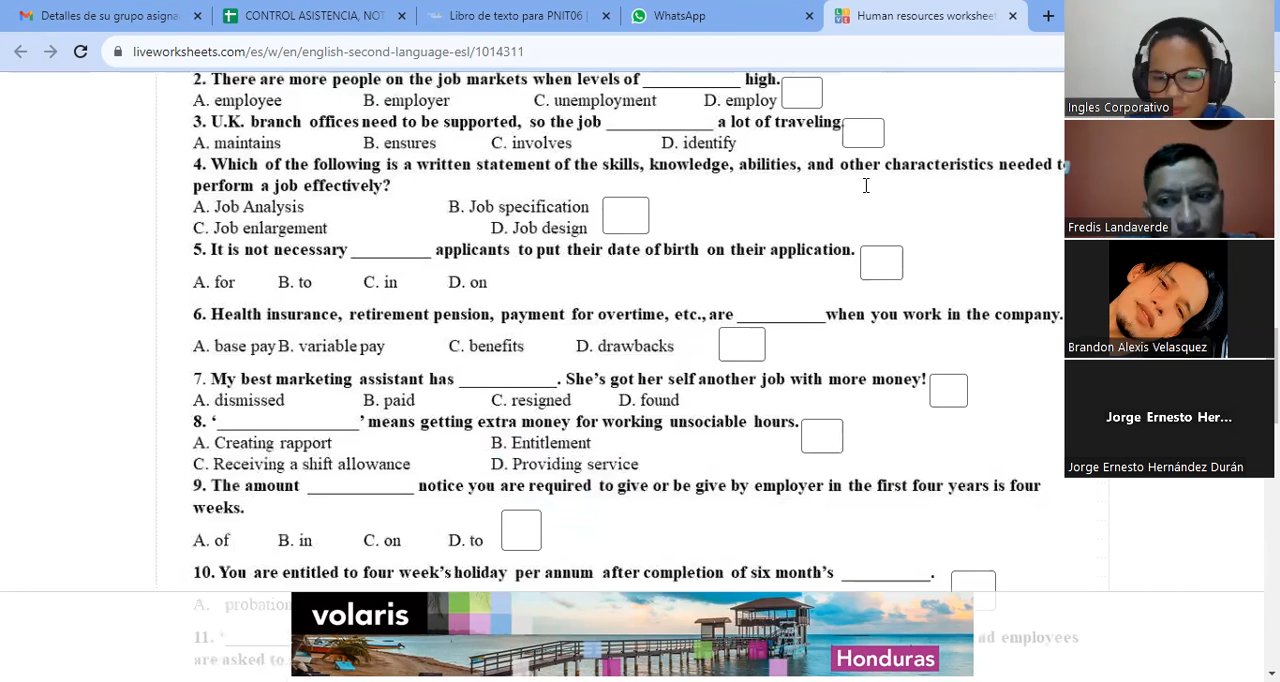 Detalles de su grupo asigna
CONTROL ASISTENCIA, NOT
Libro de texto para PNIT06 |
WhatsApp
Human resources workshee
liveworksheets.com/es/w/en/english-second-language-esl/1014311
2. There are more people on the job markets when levels of ___________ high.
A. employee B. employer C. unemployment D. employ
3. U.K. branch offices need to be supported, so the job ____________ a lot of traveling.
A. maintains B. ensures C. involves D. identify
4. Which of the following is a written statement of the skills, knowledge, abilities, and other characteristics needed to
perform a job effectively?
A. Job Analysis B. Job specification
C. Job enlargement D. Job design
5. It is not necessary _________ applicants to put their date of birth on their application.
A. for B. to C. in D. on
6. Health insurance, retirement pension, payment for overtime, etc., are __________when you work in the company.
A. base pay B. variable pay C. benefits D. drawbacks
7. My best marketing assistant has ___________. She's got her self another job with more money!
A. dismissed B. paid C. resigned D. found
8. ‘________________’ means getting extra money for working unsociable hours.
A. Creating rapport B. Entitlement
C. Receiving a shift allowance D. Providing service
9. The amount ____________ notice you are required to give or be give by employer in the first four years is four
weeks.
A. of B. in C. on D. to
10. You are entitled to four week’s holiday per annum after completion of six month’s __________.
A. probation
11. ‘ ad employees
are asked to
volaris
Honduras
Ingles Corporativo
Fredis Landaverde
Brandon Alexis Velasquez
Jorge Ernesto Her...
Jorge Ernesto Hernández Durán